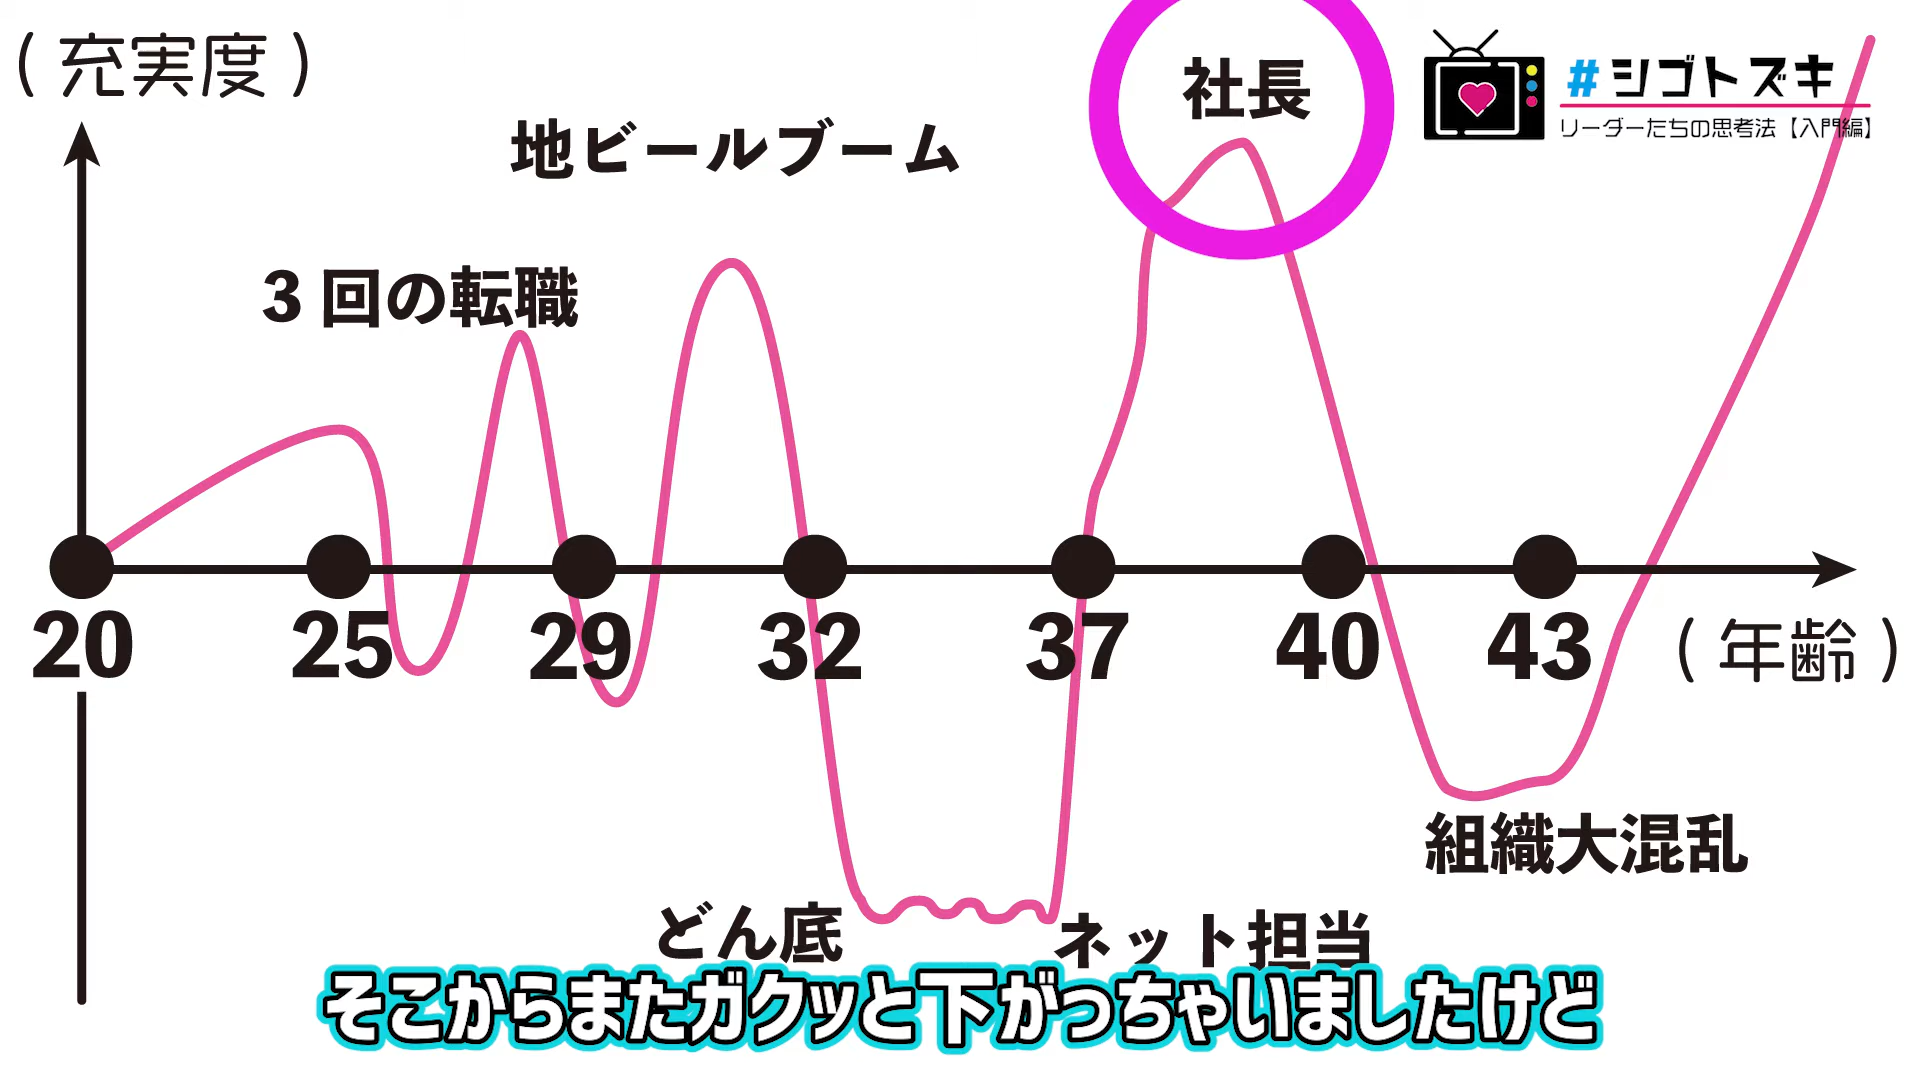 (充実度)
社長
#シゴトズキ
リーダーたちの思考法【入門編】
地ビールブーム
3回の転職
20 25 29 32 37 40 43 (年齢)
組織大混乱
どん底
ネット担当
そこからまたガクッと下がっちゃいましたけど